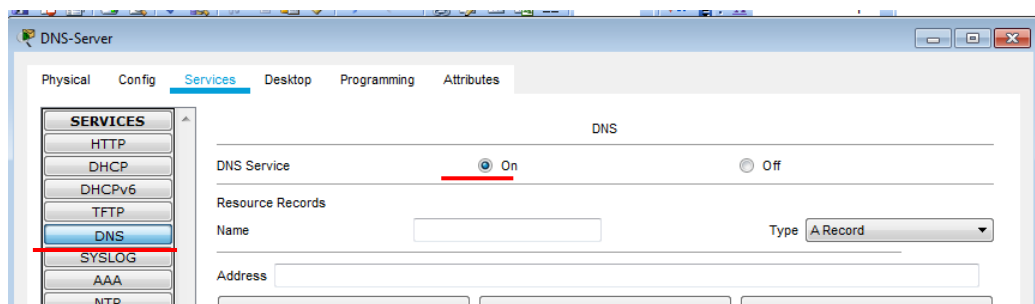 DNS-Server
Physical Config Services Desktop Programming Attributes
SERVICES
HTTP
DHCP
DHCPv6
TFTP
DNS
SYSLOG
AAA
NTP
DNS
DNS Service On Off
Resource Records
Name Type A Record
Address